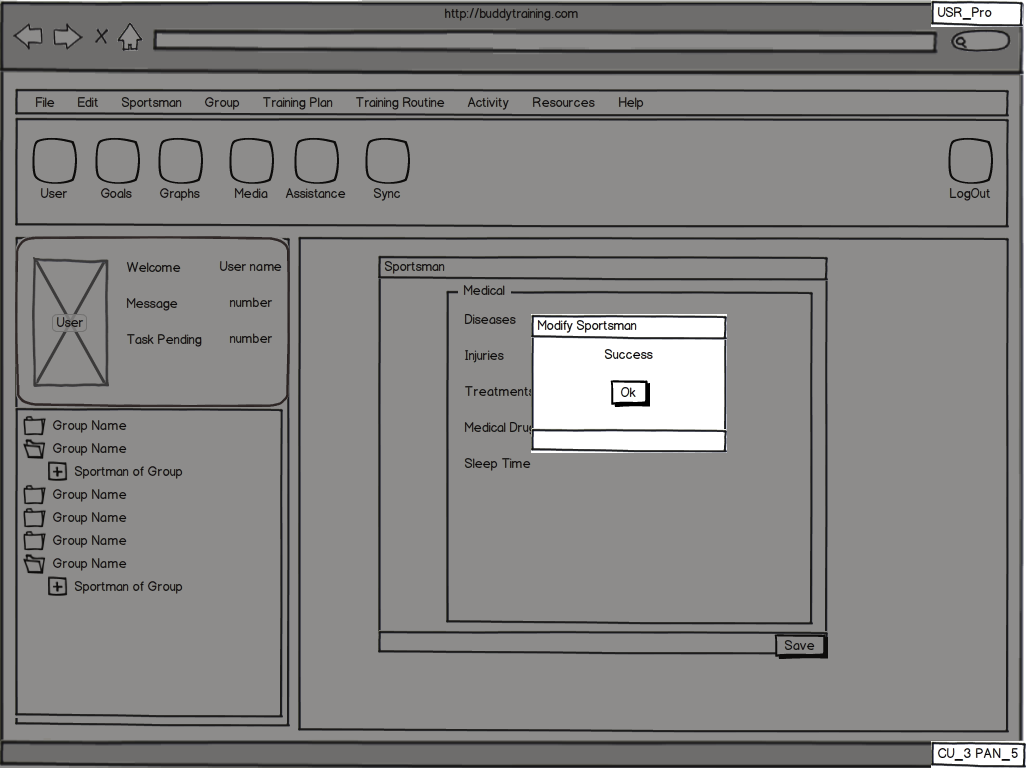 http://buddytraining.com
USR_Pro
X
File Edit Sportsman Group Training Plan Training Routine Activity Resources Help
User Goals Graphs Media Assistance Sync LogOut
User
Welcome User name
Message number
Task Pending number
Group Name
Group Name
Sportman of Group
Group Name
Group Name
Group Name
Group Name
Sportman of Group
Sportsman
Medical
Diseases
Injuries
Treatments
Medical Drug
Sleep Time
Modify Sportsman
Success
Ok
Save
CU_3 PAN_5